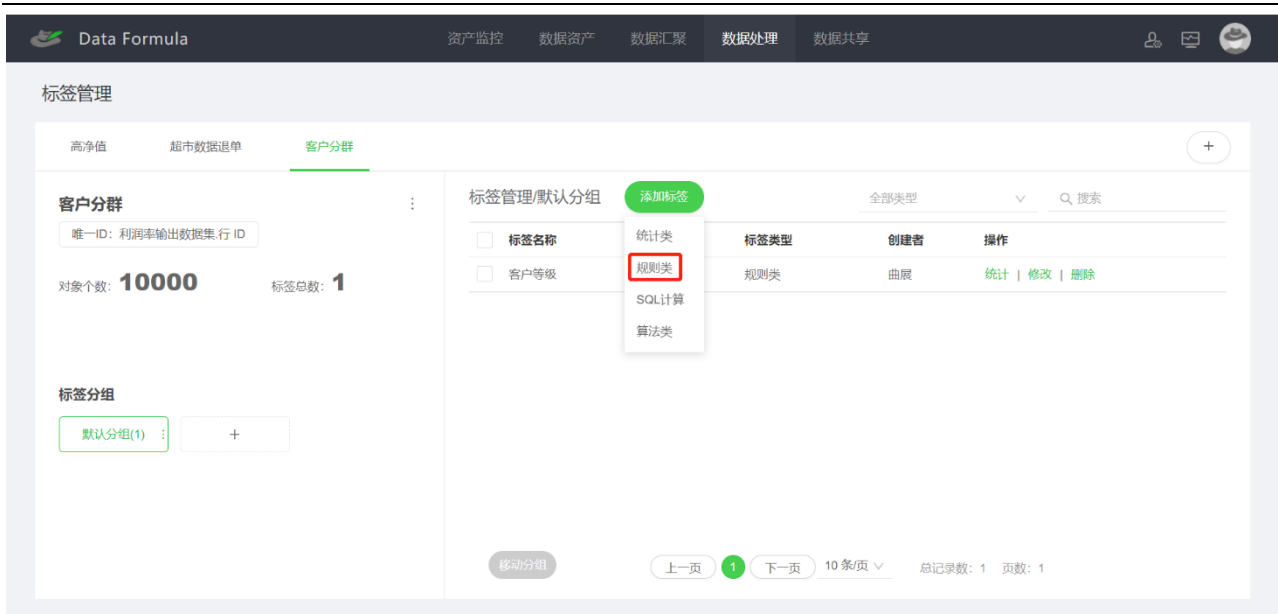 Data Formula 资产监控 数据资产 数据汇聚 数据处理 数据共享
标签管理
高净值 超市数据退单 客户分群 +
客户分群
唯一ID：利润率输出数据集.行 ID
对象个数：10000 标签总数：1
标签分组
默认分组(1) +
标签管理/默认分组 添加标签 全部类型 搜索
标签名称 标签类型 创建者 操作
客户等级 规则类 曲展 统计 | 修改 | 删除
统计类
规则类
SQL计算
算法类
移动分组 上一页 1 下一页 10 条/页 总记录数：1 页数：1